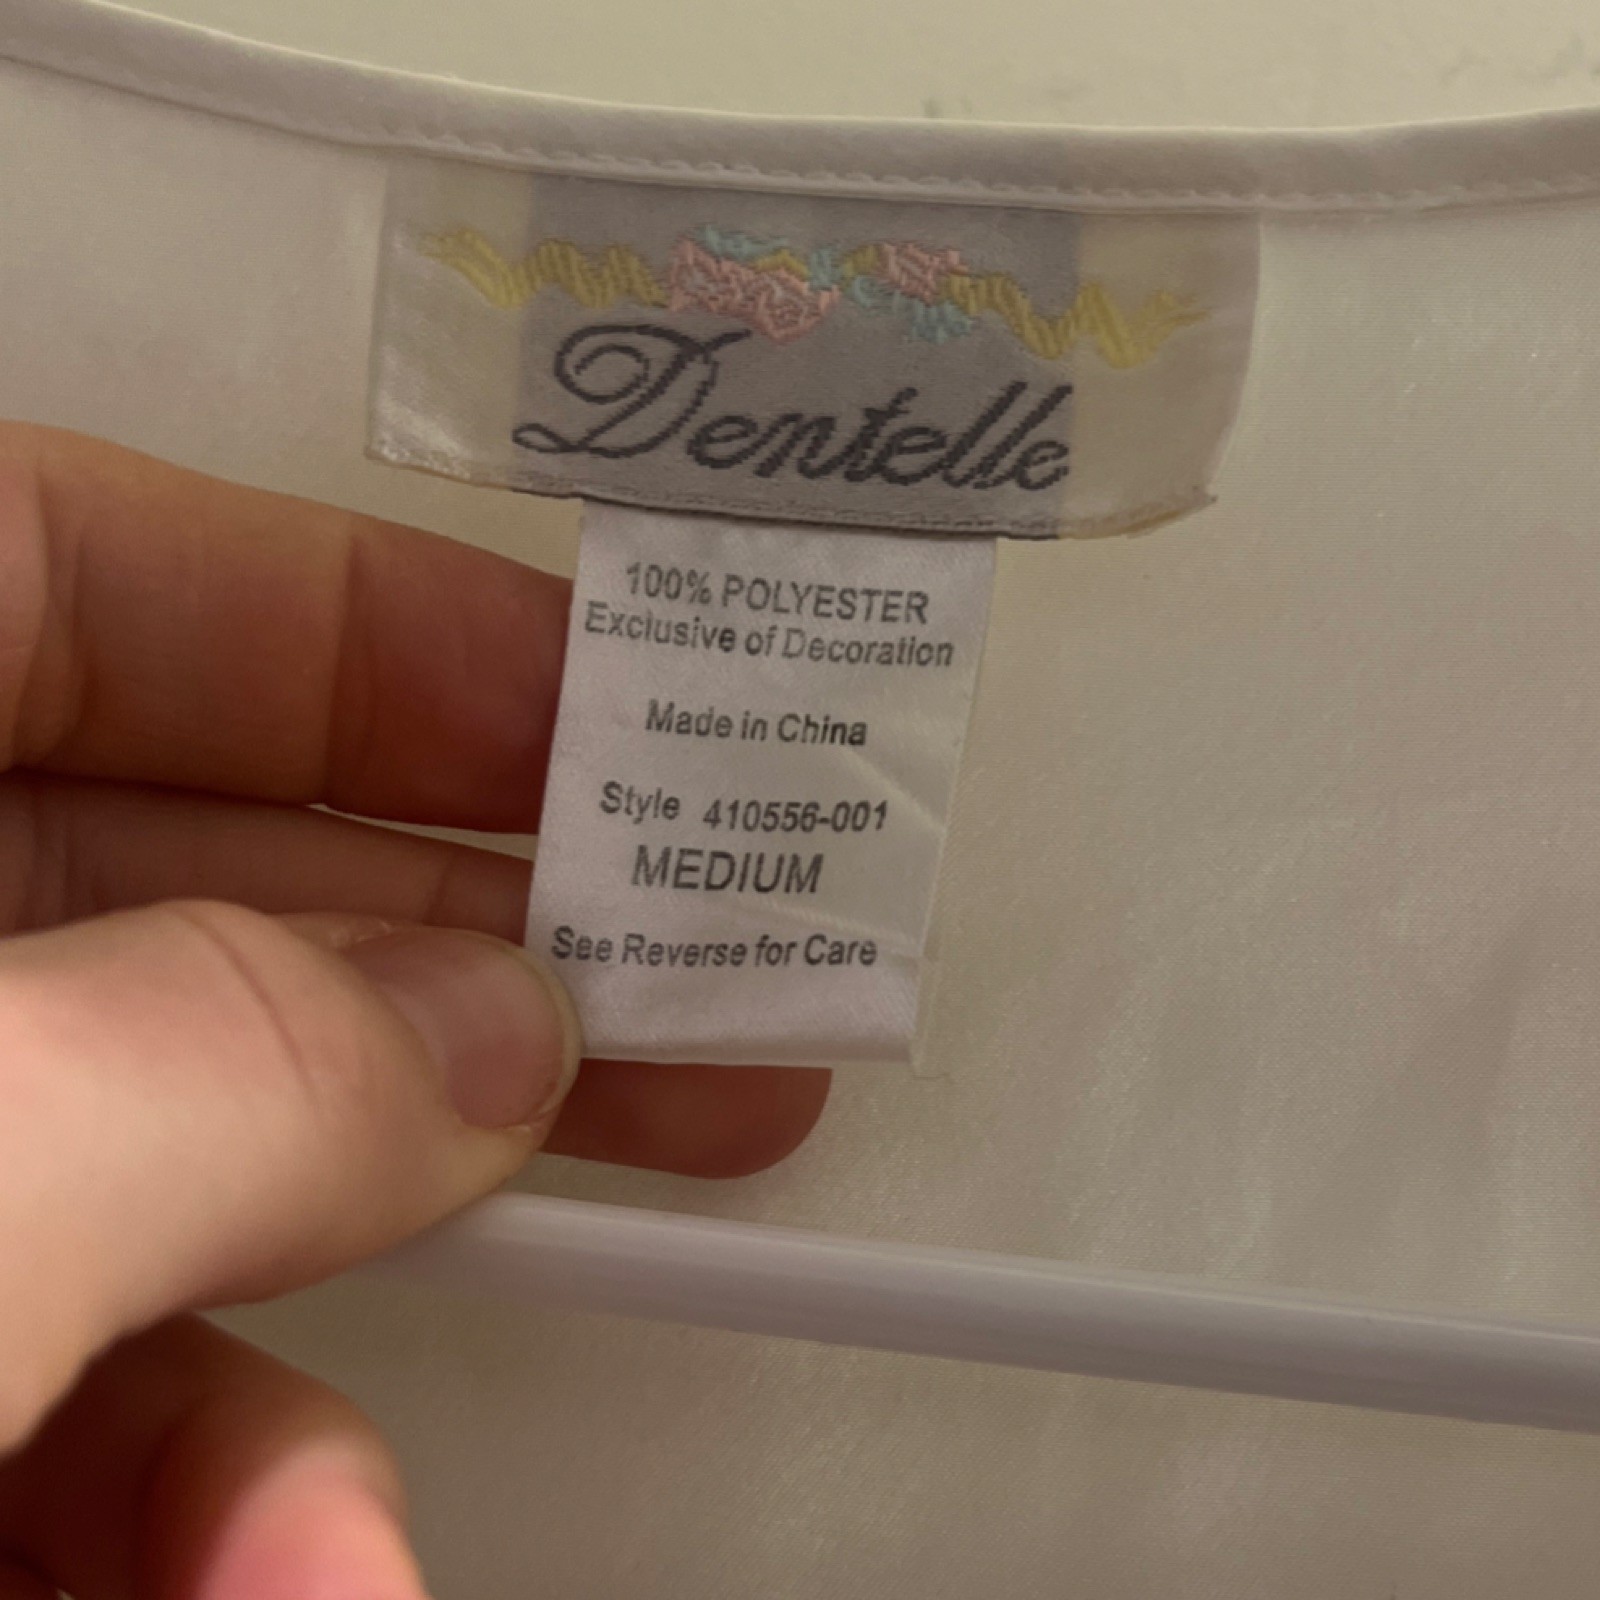 Dentelle
100% POLYESTER
Exclusive of Decoration
Made in China
Style 410556-001
MEDIUM
See Reverse for Care